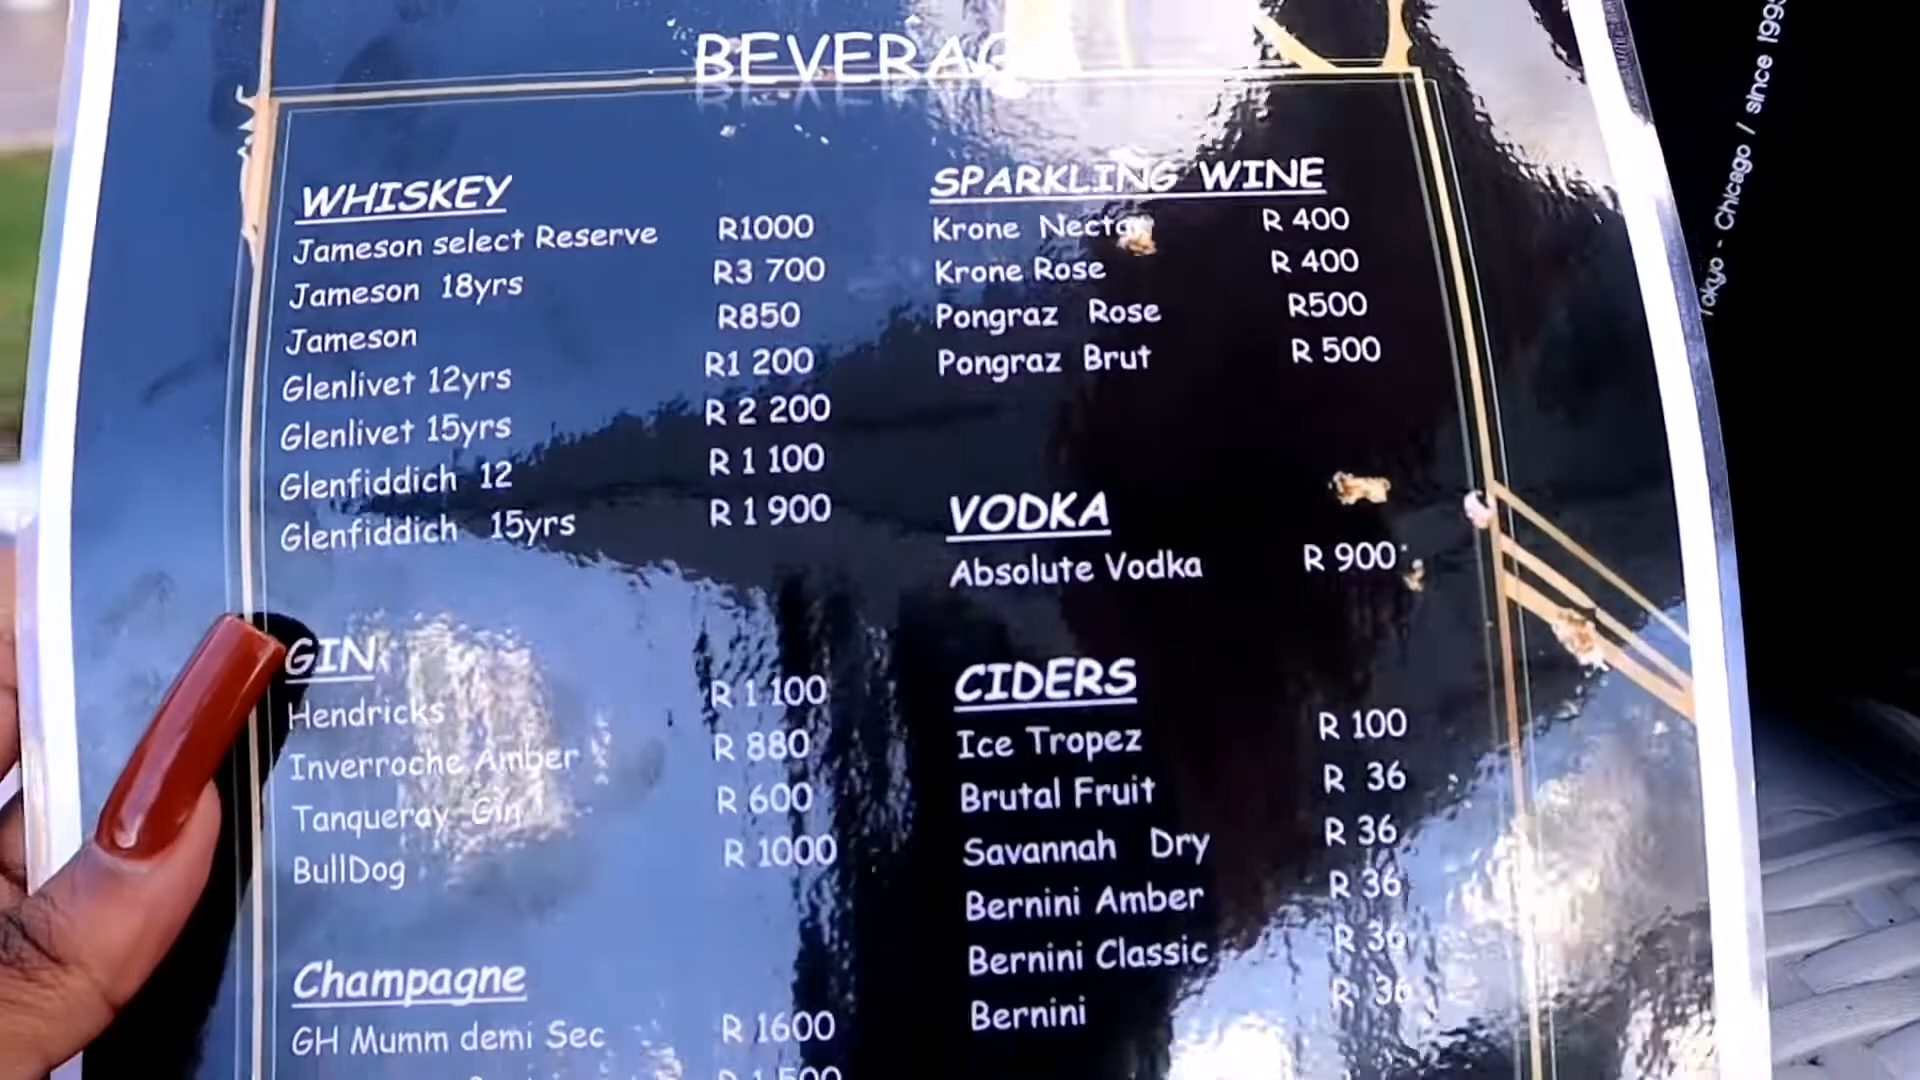 BEVERAG
WHISKEY
Jameson select Reserve R1000
Jameson 18yrs R3 700
Jameson R850
Glenlivet 12yrs R1 200
Glenlivet 15yrs R 2 200
Glenfiddich 12 R 1 100
Glenfiddich 15yrs R 1 900
GIN
Hendricks R 1 100
Inverroche Amber R 880
Tanqueray Gin R 600
BullDog R 1000
Champagne
GH Mumm demi Sec R 1600
R 1 500
SPARKLING WINE
Krone Nectar R 400
Krone Rose R 400
Pongraz Rose R500
Pongraz Brut R 500
VODKA
Absolute Vodka R 900
CIDERS
Ice Tropez R 100
Brutal Fruit R 36
Savannah Dry R 36
Bernini Amber R 36
Bernini Classic R 36
Bernini R 36
Tokyo - Chicago / since 1995